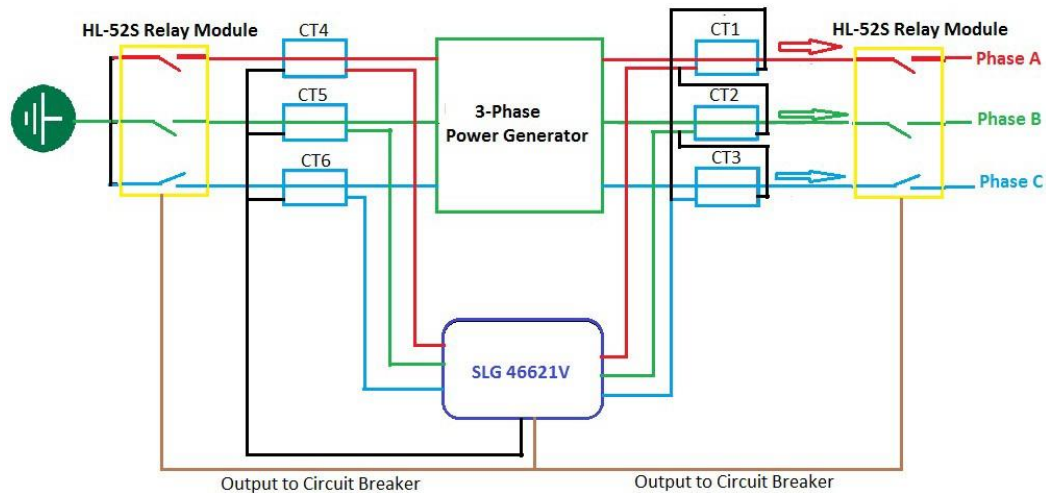 HL-52S Relay Module
CT4
CT1
HL-52S Relay Module
Phase A
CT5
3-Phase
Power Generator
CT2
Phase B
CT6
CT3
Phase C
SLG 46621V
Output to Circuit Breaker
Output to Circuit Breaker